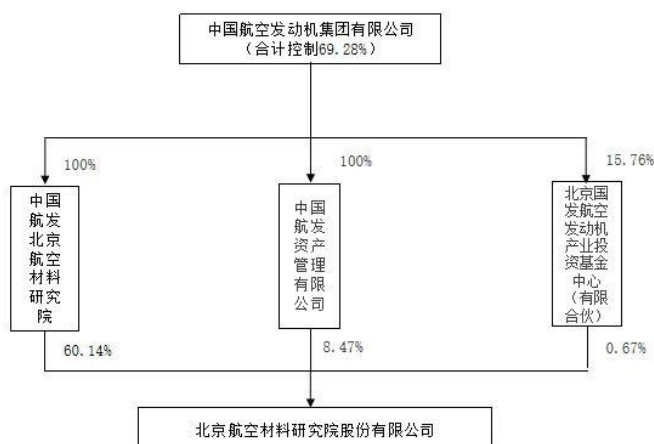 中国航空发动机集团有限公司
（合计控制69.28%）
100%
100%
15.76%
中国
航发
北京
航空
材料
研究
院
中国
航发
资产
管理
有限
公司
北京国
发航空
发动机
产业投
资基金
中心
（有限
合伙）
60.14%
8.47%
0.67%
北京航空材料研究院股份有限公司